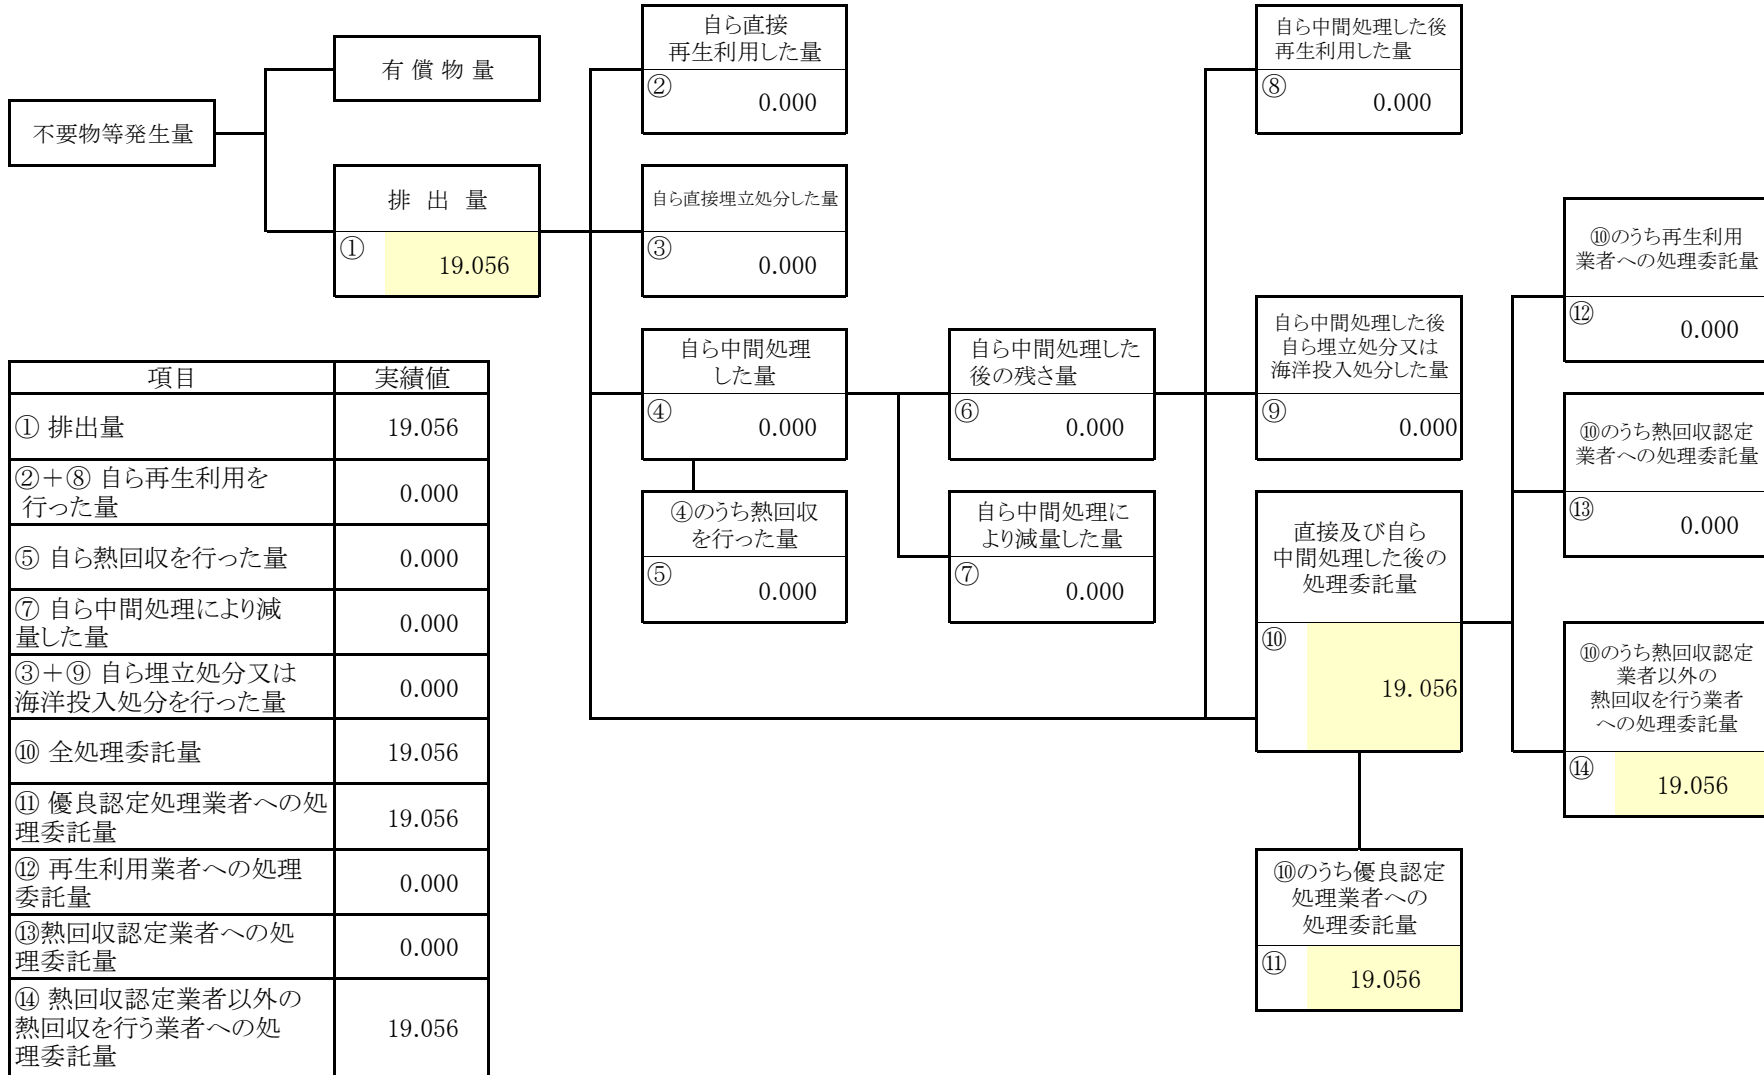 不要物等発生量
有 償 物 量
排 出 量
①
19.056
自ら直接
再生利用した量
②
0.000
自ら直接埋立処分した量
③
0.000
自ら中間処理
した量
④
0.000
④のうち熱回収
を行った量
⑤
0.000
自ら中間処理した
後の残さ量
⑥
0.000
自ら中間処理に
より減量した量
⑦
0.000
自ら中間処理した後
再生利用した量
⑧
0.000
自ら中間処理した後
自ら埋立処分又は
海洋投入処分した量
⑨
0.000
直接及び自ら
中間処理した後の
処理委託量
⑩
19.056
⑩のうち優良認定
処理業者への
処理委託量
⑪
19.056
⑩のうち再生利用
業者への処理委託量
⑫
0.000
⑩のうち熱回収認定
業者への処理委託量
⑬
0.000
⑩のうち熱回収認定
業者以外の
熱回収を行う業者
への処理委託量
⑭
19.056
項目 実績値
① 排出量 19.056
②＋⑧ 自ら再生利用を
行った量 0.000
⑤ 自ら熱回収を行った量 0.000
⑦ 自ら中間処理により減
量した量 0.000
③＋⑨ 自ら埋立処分又は
海洋投入処分を行った量 0.000
⑩ 全処理委託量 19.056
⑪ 優良認定処理業者への処
理委託量 19.056
⑫ 再生利用業者への処理
委託量 0.000
⑬熱回収認定業者への処
理委託量 0.000
⑭ 熱回収認定業者以外の
熱回収を行う業者への処
理委託量 19.056